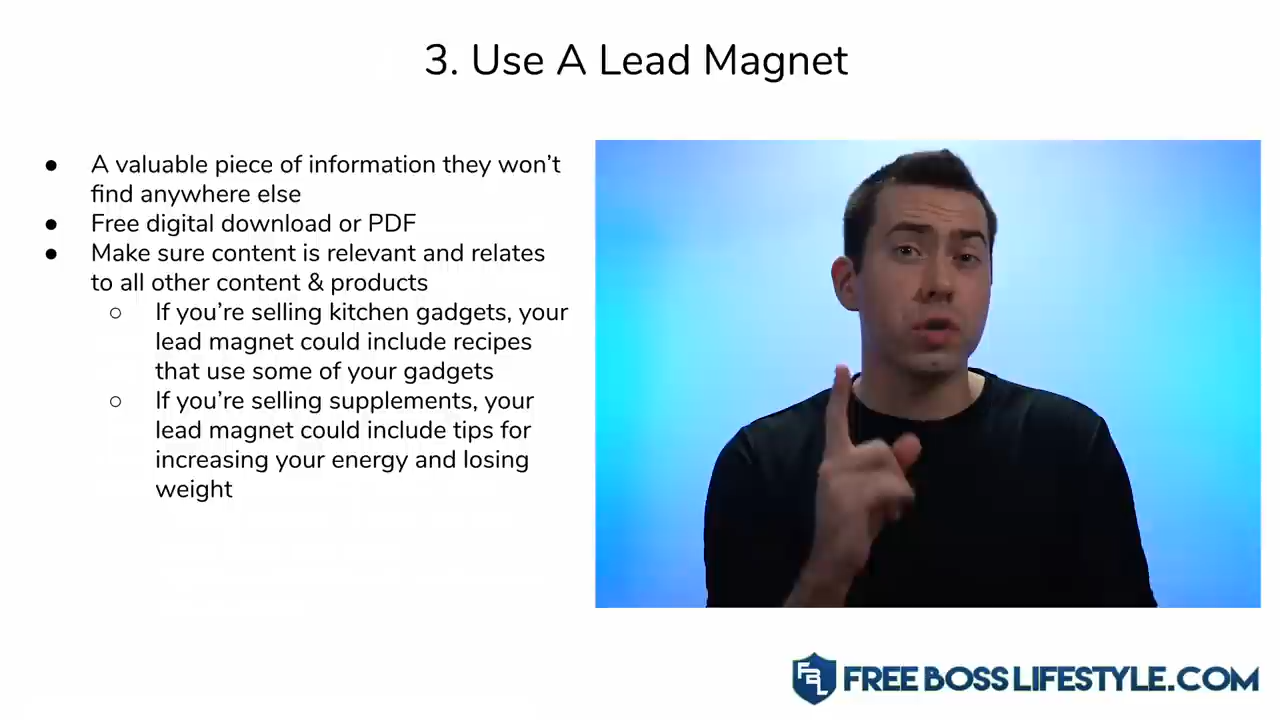 3. Use A Lead Magnet
● A valuable piece of information they won’t
find anywhere else
● Free digital download or PDF
● Make sure content is relevant and relates
to all other content & products
○ If you’re selling kitchen gadgets, your
lead magnet could include recipes
that use some of your gadgets
○ If you’re selling supplements, your
lead magnet could include tips for
increasing your energy and losing
weight
FBL FREE BOSS LIFESTYLE.COM